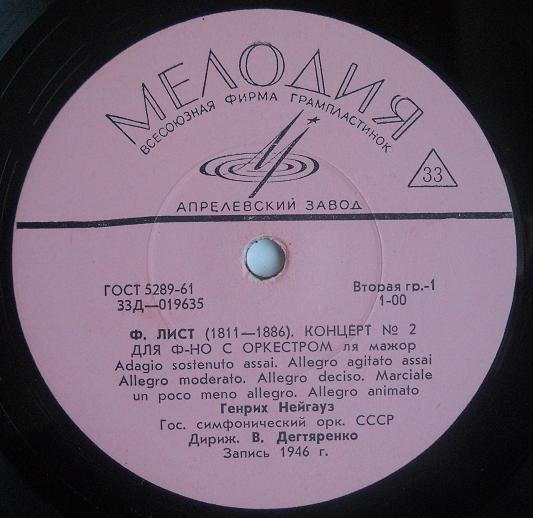 МЕЛОДИЯ
ВСЕСОЮЗНАЯ ФИРМА ГРАМПЛАСТИНОК
33
АПРЕЛЕВСКИЙ ЗАВОД
ГОСТ 5289-61
Вторая гр.-1
33Д—019635
1-00
Ф. ЛИСТ (1811—1886). КОНЦЕРТ № 2
ДЛЯ Ф-НО С ОРКЕСТРОМ ля мажор
Adagio sostenuto assai. Allegro agitato assai
Allegro moderato. Allegro deciso. Marciale
un poco meno allegro. Allegro animato
Генрих Нейгауз
Гос. симфонический орк. СССР
Дириж. В. Дегтяренко
Запись 1946 г.